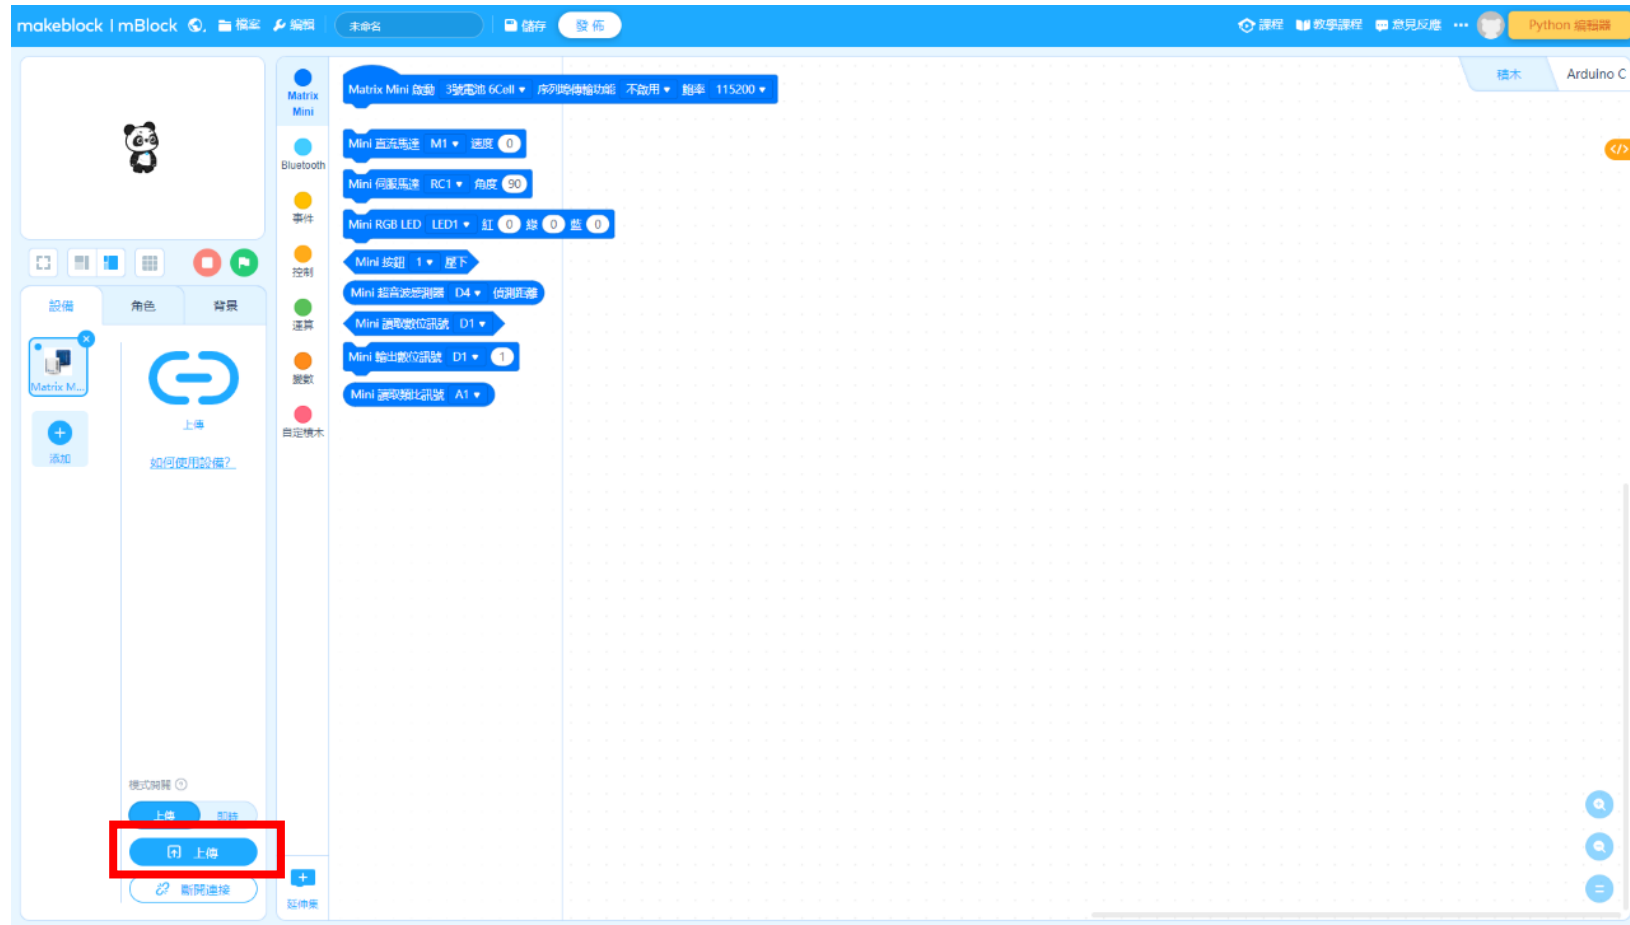 makeblock | mBlock 檔案 編輯 未命名 儲存 發佈 課程 教學課程 意見反應 Python 編輯器
積木 Arduino C
Matrix Mini
Bluetooth
事件
控制
運算
變數
自定積木
延伸集
Matrix Mini 啟動 3號電池 6Cell 序列埠傳輸功能 不啟用 鮑率 115200
Mini 直流馬達 M1 速度 0
Mini 伺服馬達 RC1 角度 90
Mini RGB LED LED1 紅 0 綠 0 藍 0
Mini 按鈕 1 壓下
Mini 超音波感測器 D4 偵測距離
Mini 讀取數位訊號 D1
Mini 輸出數位訊號 D1 1
Mini 讀取類比訊號 A1
設備 角色 背景
Matrix M...
添加
上傳
如何使用設備?
模式開關
上傳 即時
上傳
斷開連接